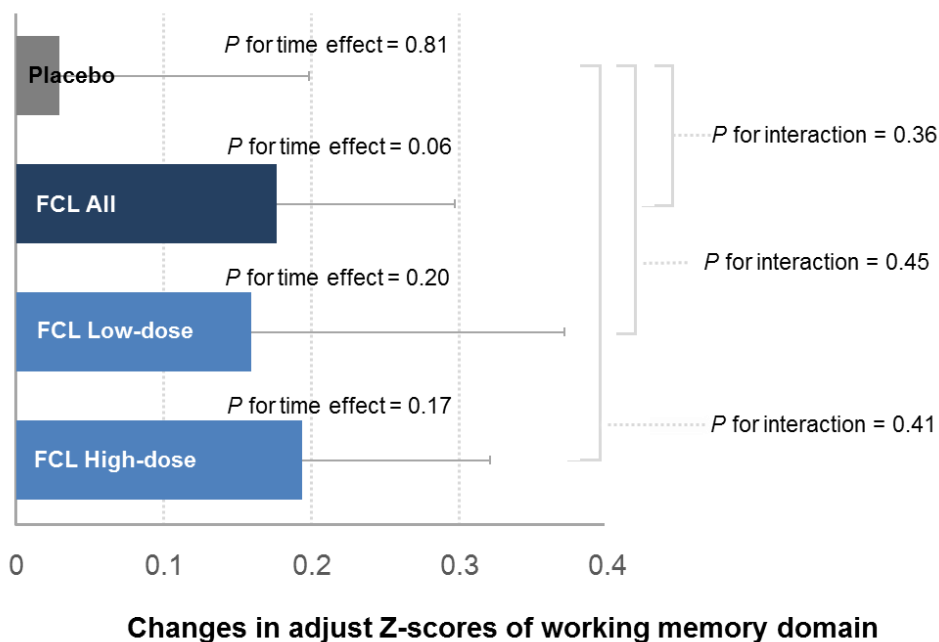 P for time effect = 0.81
Placebo
P for interaction = 0.36
P for time effect = 0.06
FCL All
P for interaction = 0.45
P for time effect = 0.20
FCL Low-dose
P for time effect = 0.17
P for interaction = 0.41
FCL High-dose
0 0.1 0.2 0.3 0.4
Changes in adjust Z-scores of working memory domain